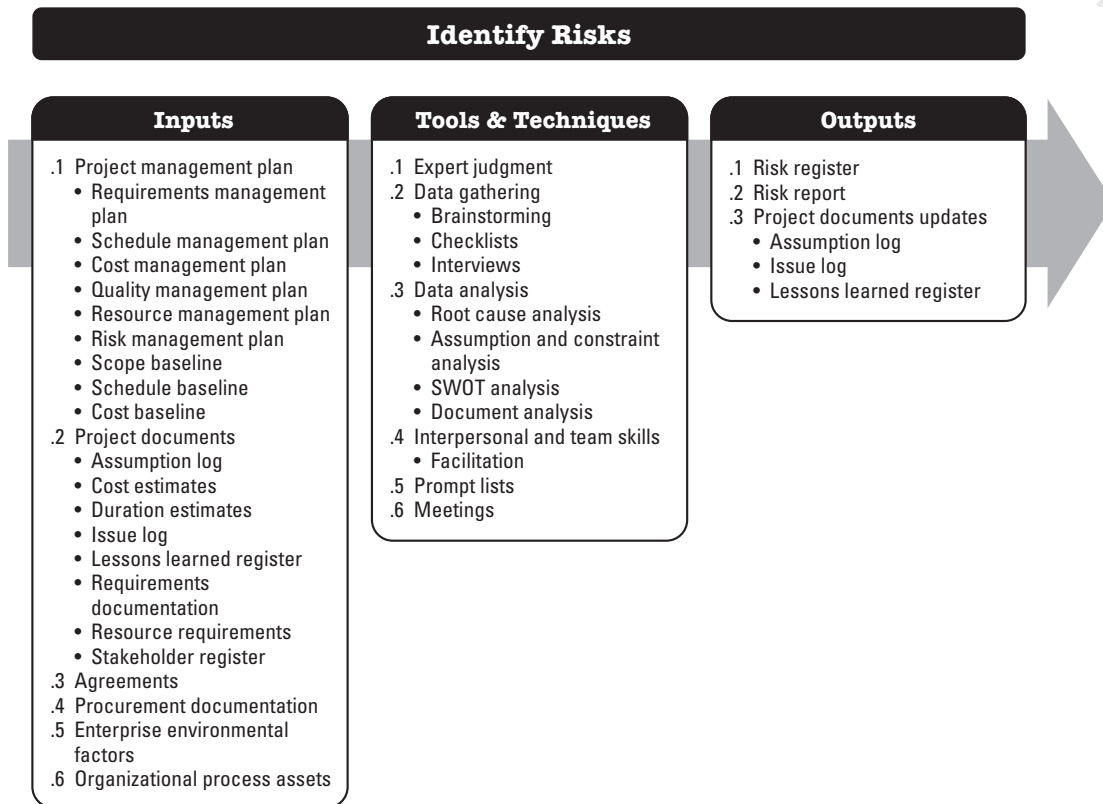 Identify Risks
Inputs
.1 Project management plan
• Requirements management
plan
• Schedule management plan
• Cost management plan
• Quality management plan
• Resource management plan
• Risk management plan
• Scope baseline
• Schedule baseline
• Cost baseline
.2 Project documents
• Assumption log
• Cost estimates
• Duration estimates
• Issue log
• Lessons learned register
• Requirements
documentation
• Resource requirements
• Stakeholder register
.3 Agreements
.4 Procurement documentation
.5 Enterprise environmental
factors
.6 Organizational process assets
Tools & Techniques
.1 Expert judgment
.2 Data gathering
• Brainstorming
• Checklists
• Interviews
.3 Data analysis
• Root cause analysis
• Assumption and constraint
analysis
• SWOT analysis
• Document analysis
.4 Interpersonal and team skills
• Facilitation
.5 Prompt lists
.6 Meetings
Outputs
.1 Risk register
.2 Risk report
.3 Project documents updates
• Assumption log
• Issue log
• Lessons learned register